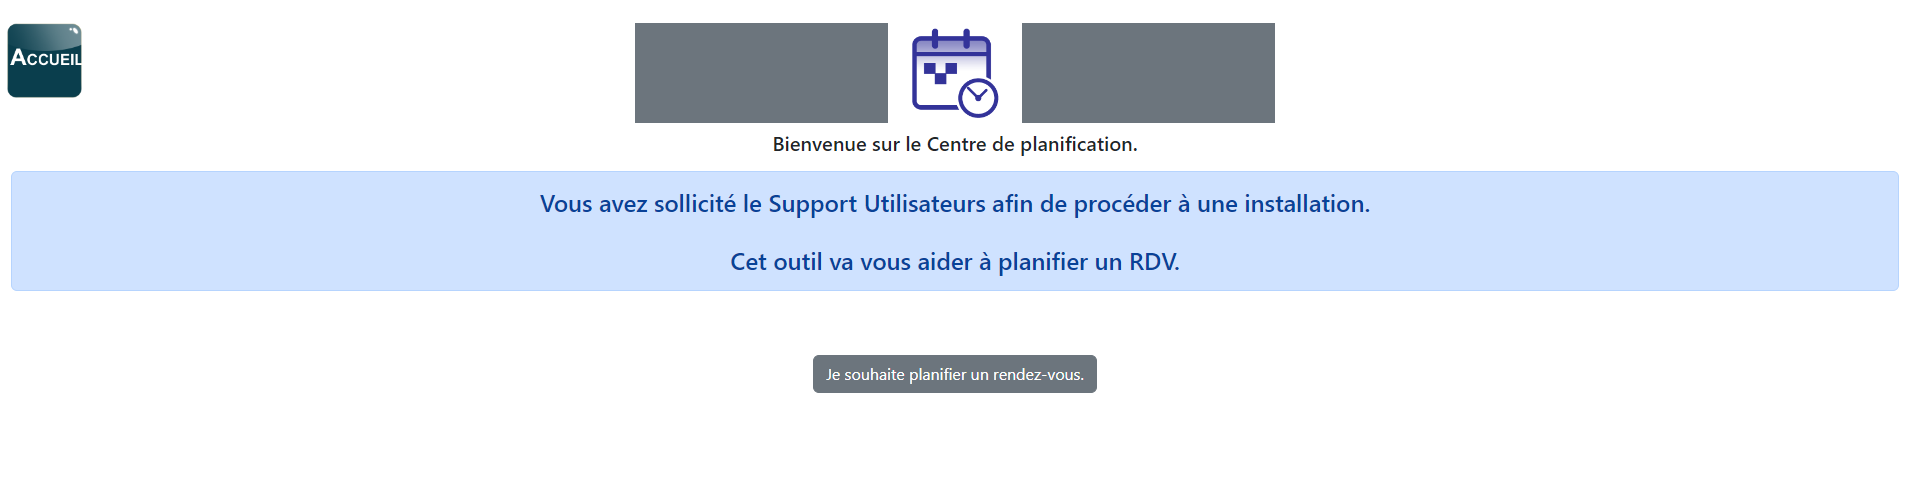 ACCUEIL
Bienvenue sur le Centre de planification.
Vous avez sollicité le Support Utilisateurs afin de procéder à une installation.
Cet outil va vous aider à planifier un RDV.
Je souhaite planifier un rendez-vous.